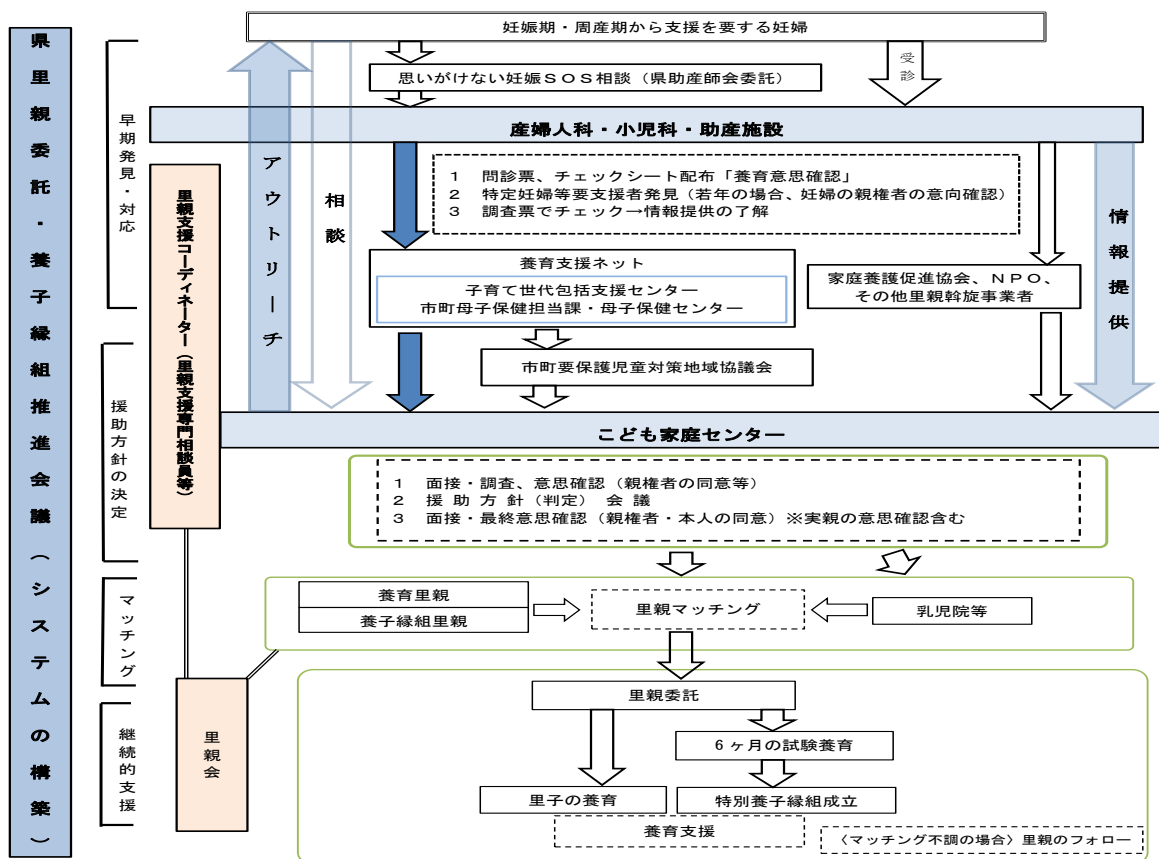 県里親委託・養子縁組推進会議（システムの構築）
早期発見・対応
援助方針の決定
マッチング
継続的支援
妊娠期・周産期から支援を要する妊婦
受診
思いがけない妊娠ＳＯＳ相談（県助産師会委託）
産婦人科・小児科・助産施設
里親支援コーディネーター（里親支援専門相談員等）
アウトリーチ
相談
1　問診票、チェックシート配布「養育意思確認」
2　特定妊婦等要支援者発見（若年の場合、妊婦の親権者の意向確認）
3　調査票でチェック→情報提供の了解
情報提供
養育支援ネット
子育て世代包括支援センター
市町母子保健担当課・母子保健センター
家庭養護促進協会、ＮＰＯ、
その他里親斡旋事業者
市町要保護児童対策地域協議会
こども家庭センター
1　面接・調査、意思確認（親権者の同意等）
2　援 助 方 針（判定） 会 議
3　面接・最終意思確認（親権者・本人の同意）※実親の意思確認含む
養育里親
養子縁組里親
里親マッチング
乳児院等
里親会
里親委託
６ヶ月の試験養育
里子の養育
特別養子縁組成立
養育支援
〈マッチング不調の場合〉里親のフォロー